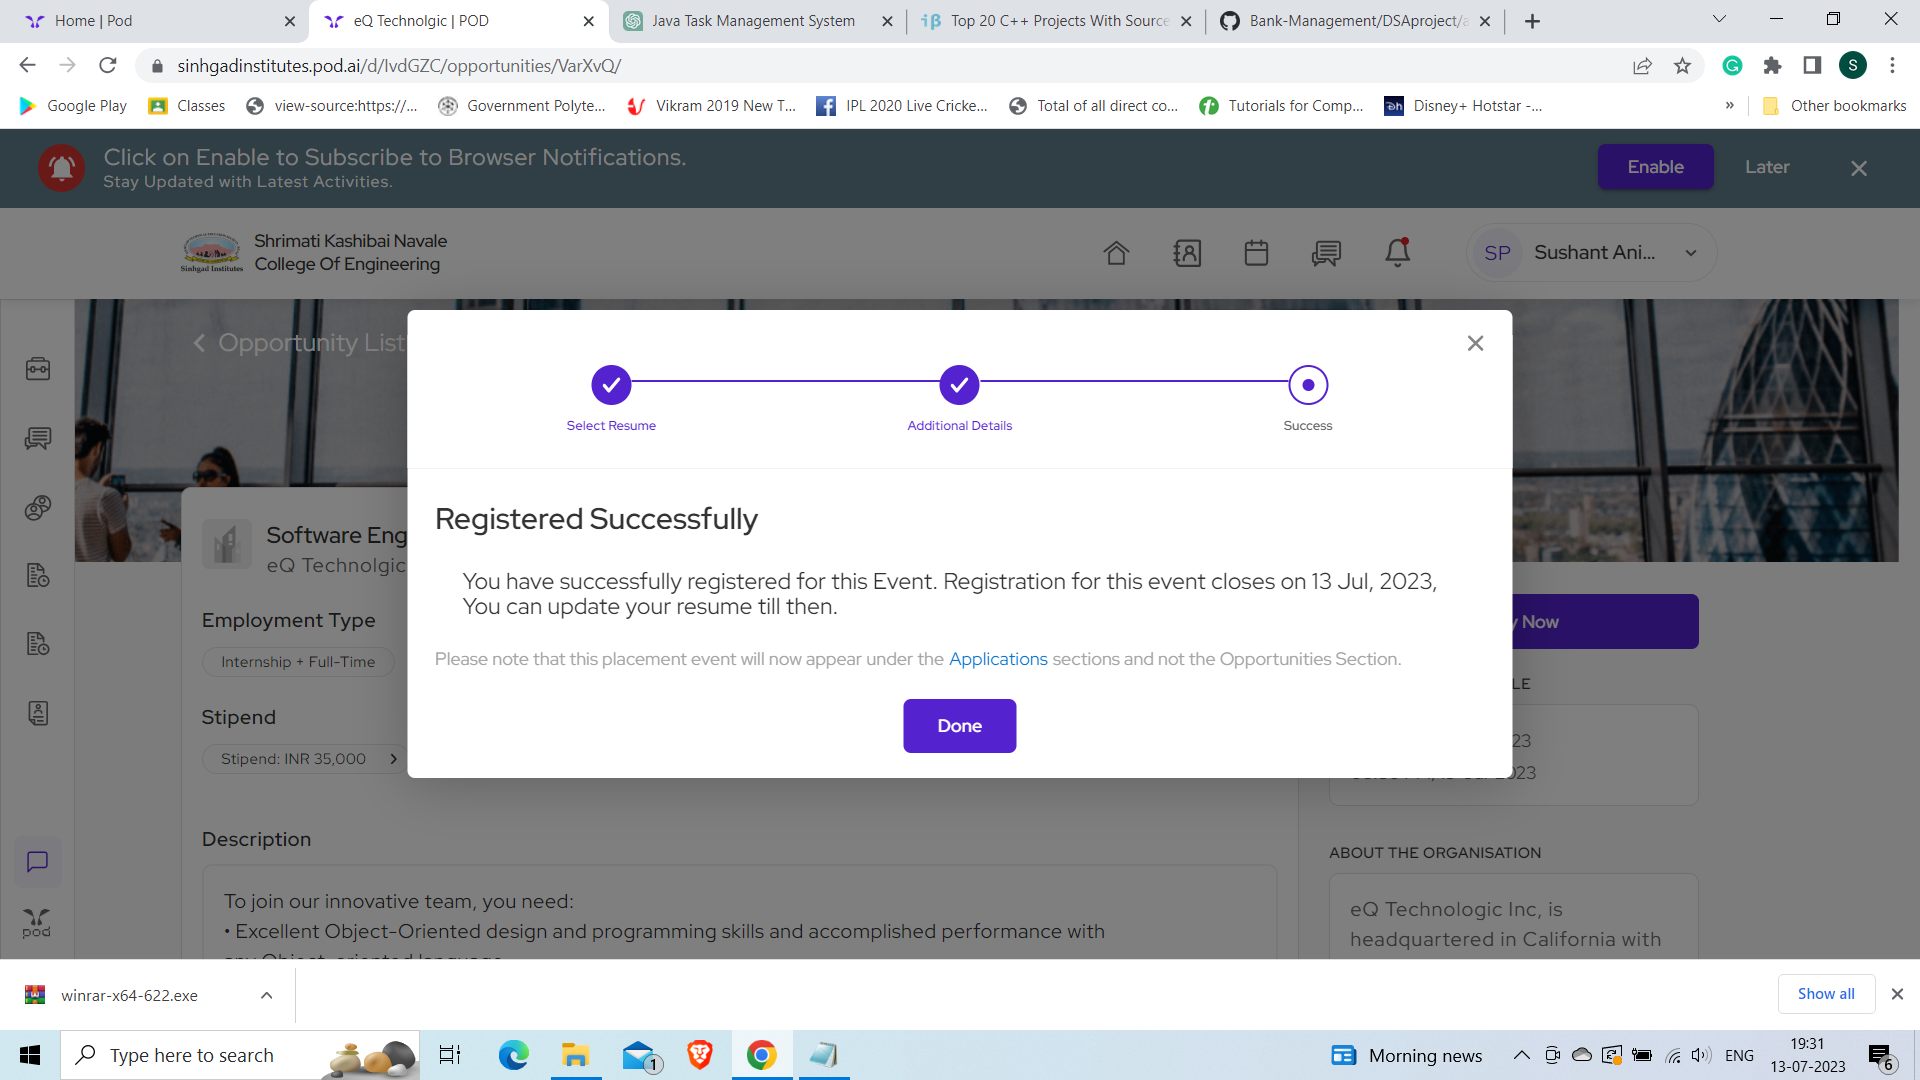 Home | Pod
eQ Technolgic | POD
Java Task Management System
Top 20 C++ Projects With Source
Bank-Management/DSAproject/a
sinhgadinstitutes.pod.ai/d/IvdGZC/opportunities/VarXvQ/
S
Google Play
Classes
view-source:https://...
Government Polyte...
Vikram 2019 New T...
IPL 2020 Live Cricke...
Total of all direct co...
Tutorials for Comp...
Disney+ Hotstar -...
»
Other bookmarks
Click on Enable to Subscribe to Browser Notifications.
Stay Updated with Latest Activities.
Enable
Later
Sinhgad Institutes
Shrimati Kashibai Navale
College Of Engineering
SP
Sushant Ani...
Opportunity List
Select Resume
Additional Details
Success
Registered Successfully
You have successfully registered for this Event. Registration for this event closes on 13 Jul, 2023,
You can update your resume till then.
Please note that this placement event will now appear under the Applications sections and not the Opportunities Section.
Done
Software Eng
eQ Technolgic
Employment Type
Internship + Full-Time
Stipend
Stipend: INR 35,000
Now
Description
To join our innovative team, you need:
• Excellent Object-Oriented design and programming skills and accomplished performance with
ABOUT THE ORGANISATION
eQ Technologic Inc, is
headquartered in California with
pod
winrar-x64-622.exe
Show all
Type here to search
1
Morning news
ENG
19:31
13-07-2023
6